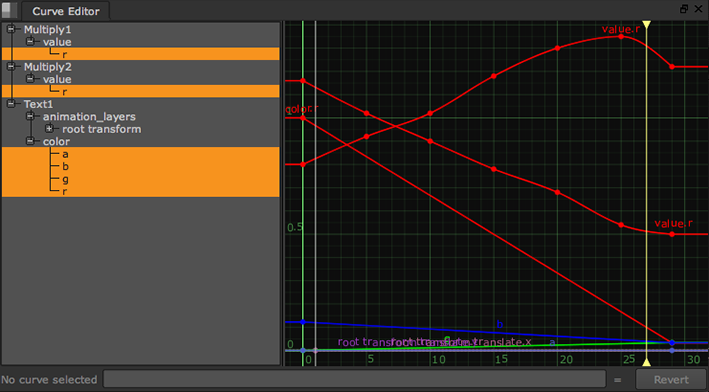 Curve Editor
Multiply1
value
r
Multiply2
value
r
Text1
animation_layers
root transform
color
a
b
g
r
value.r
color.r
value.r
0.5
b
0
root transform
translate.x
a
0
5
10
15
20
25
30
No curve selected
=
Revert